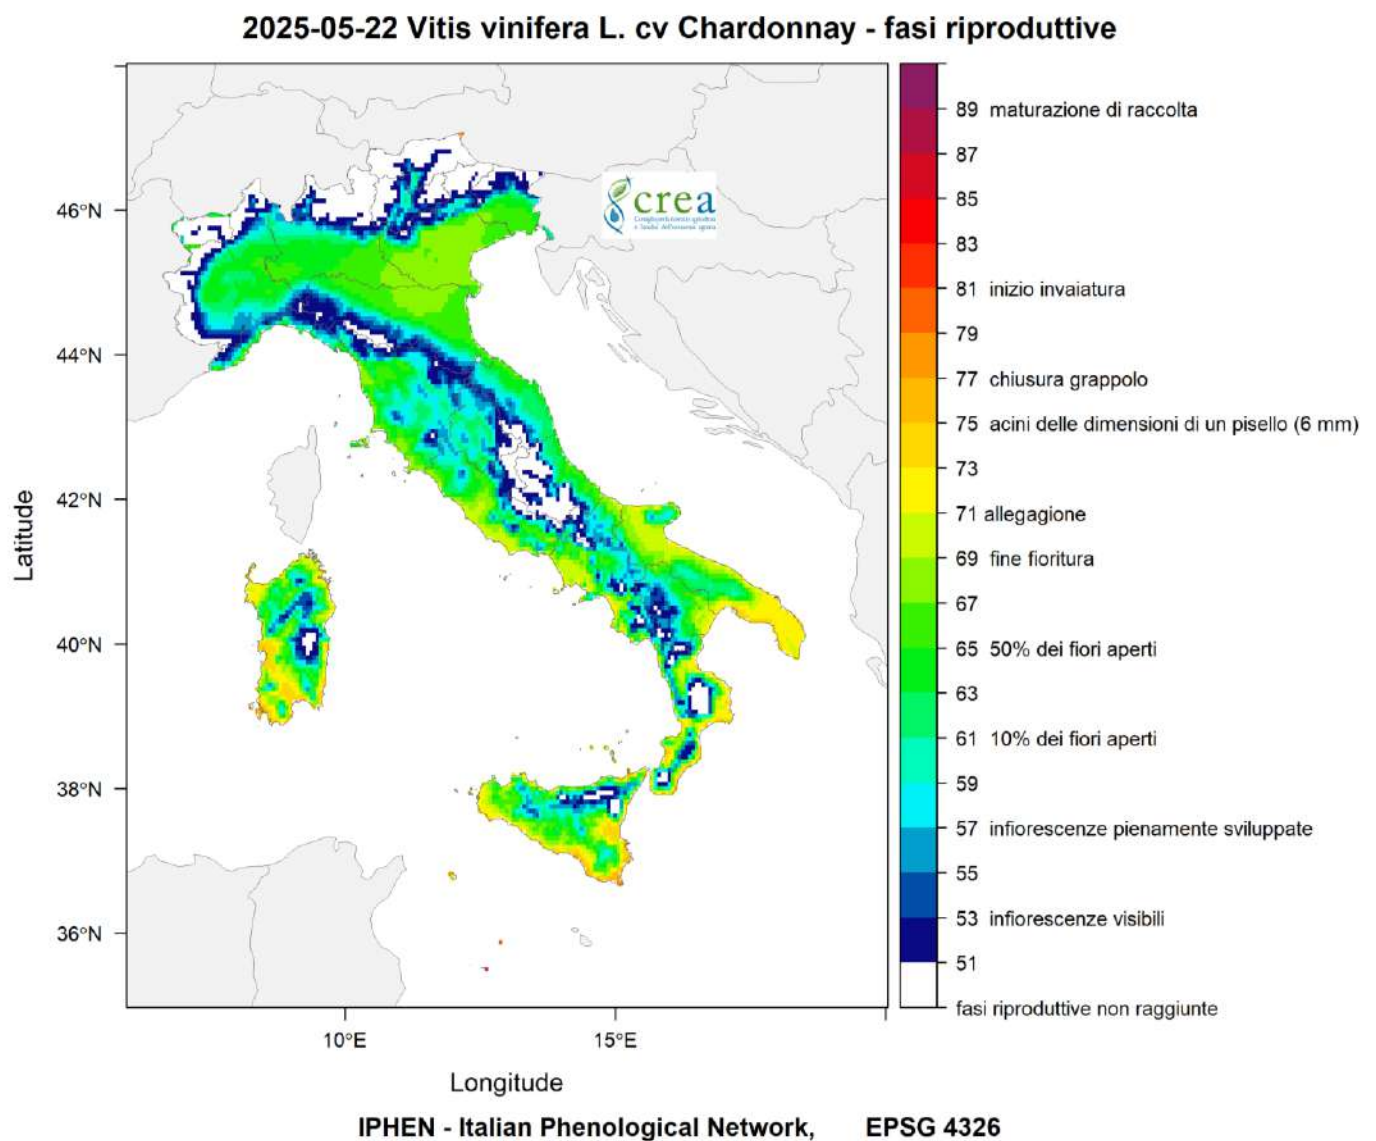 2025-05-22 Vitis vinifera L. cv Chardonnay - fasi riproduttive
89 maturazione di raccolta
87
85
83
81 inizio invaiatura
79
77 chiusura grappolo
75 acini delle dimensioni di un pisello (6 mm)
73
71 allegagione
69 fine fioritura
67
65 50% dei fiori aperti
63
61 10% dei fiori aperti
59
57 infiorescenze pienamente sviluppate
55
53 infiorescenze visibili
51
fasi riproduttive non raggiunte
crea
Latitude
46°N
44°N
42°N
40°N
38°N
36°N
10°E 15°E
Longitude
IPHEN - Italian Phenological Network, EPSG 4326